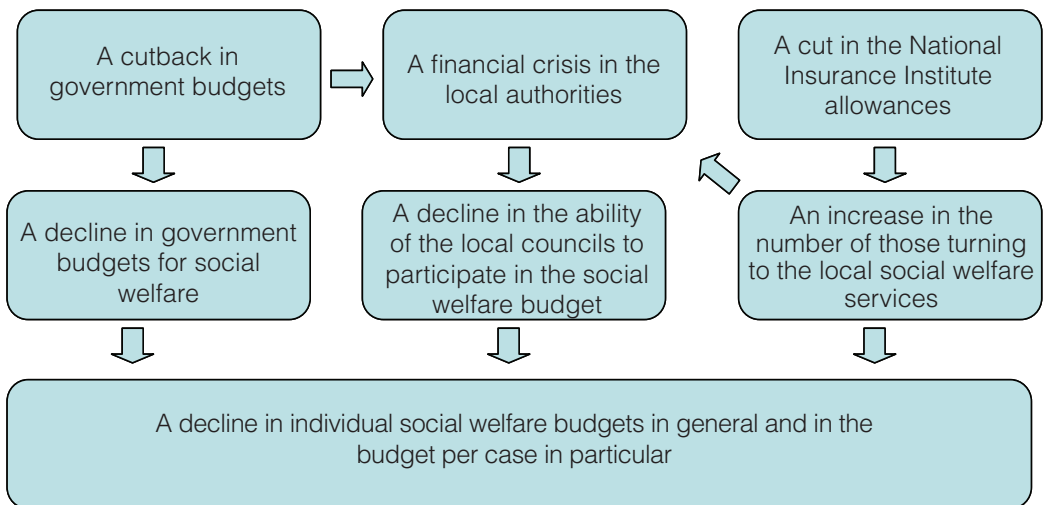 A cutback in
government budgets
A financial crisis in the
local authorities
A cut in the National
Insurance Institute
allowances
A decline in government
budgets for social
welfare
A decline in the ability
of the local councils to
participate in the social
welfare budget
An increase in the
number of those turning
to the local social welfare
services
A decline in individual social welfare budgets in general and in the
budget per case in particular